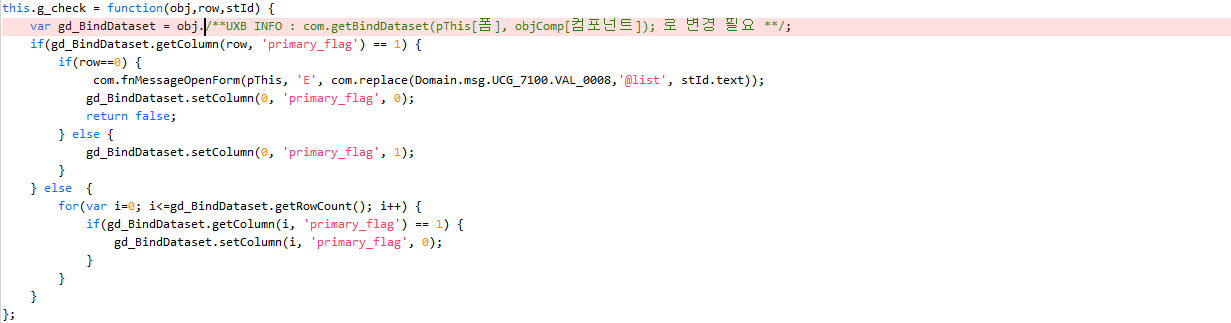 this.g_check = function(obj,row,stId) {
    var gd_BindDataset = obj./**UXB INFO : com.getBindDataset(pThis[폼], objComp[컴포넌트]); 로 변경 필요 **/;
    if(gd_BindDataset.getColumn(row, 'primary_flag') == 1) {
        if(row==0) {
             com.fnMessageOpenForm(pThis, 'E', com.replace(Domain.msg.UCG_7100.VAL_0008,'@list', stId.text));
            gd_BindDataset.setColumn(0, 'primary_flag', 0);
            return false;
        } else {
            gd_BindDataset.setColumn(0, 'primary_flag', 1);
        }
    } else  {
        for(var i=0; i<=gd_BindDataset.getRowCount(); i++) {
            if(gd_BindDataset.getColumn(i, 'primary_flag') == 1) {
                gd_BindDataset.setColumn(i, 'primary_flag', 0);
            }
        }
    }
};